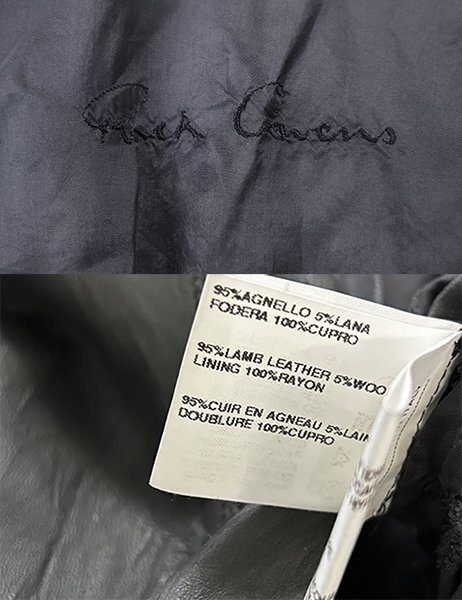 Rick Owens
95%AGNELLO 5%LANA
FODERA 100%CUPRO
95%LAMB LEATHER 5%WOO
LINING 100%RAYON
95%CUIR EN AGNEAU 5%LAIN
DOUBLURE 100%CUPRO